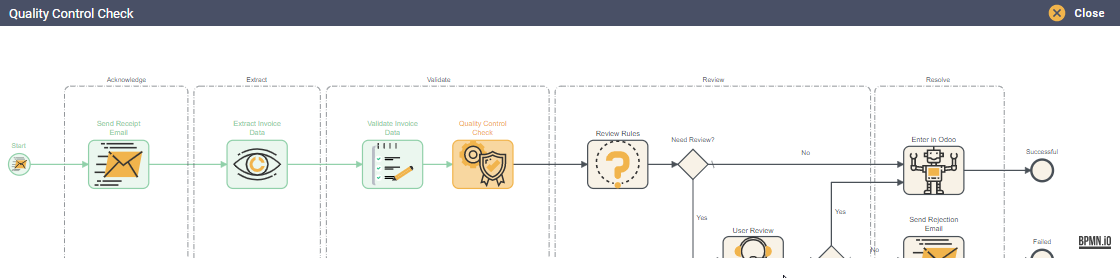 Quality Control Check
Close
Acknowledge
Extract
Validate
Review
Resolve
Start
Send Receipt
Email
Extract Invoice
Data
Validate Invoice
Data
Quality Control
Check
Review Rules
Need Review?
No
Enter in Odoo
Successful
Yes
Yes
User Review
No
Send Rejection
Email
Failed
BPMN.iO